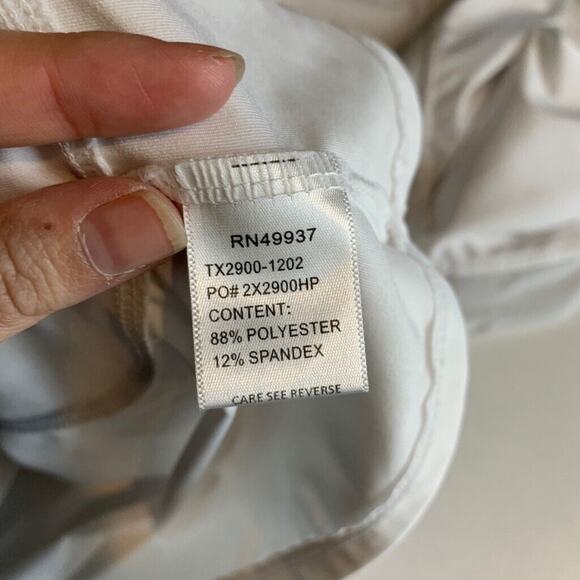 RN49937
TX2900-1202
PO# 2X2900HP
CONTENT:
88% POLYESTER
12% SPANDEX
CARE SEE REVERSE